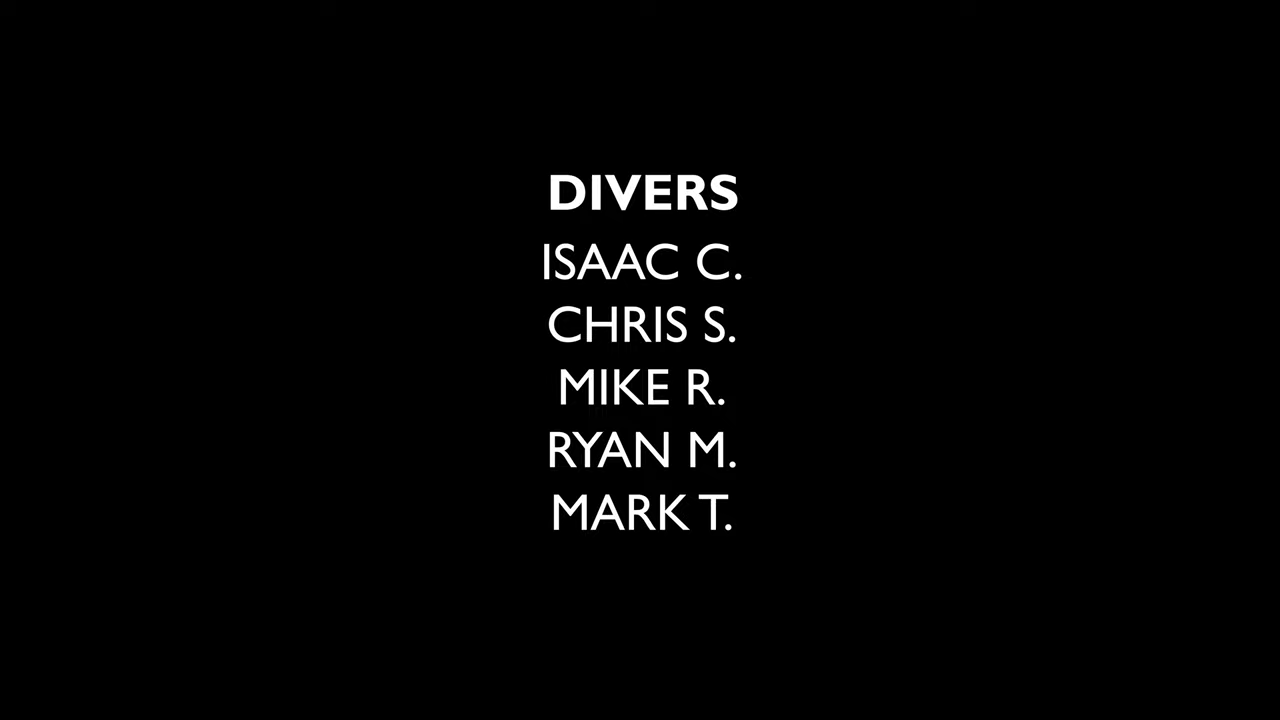 DIVERS
ISAAC C.
CHRIS S.
MIKE R.
RYAN M.
MARK T.